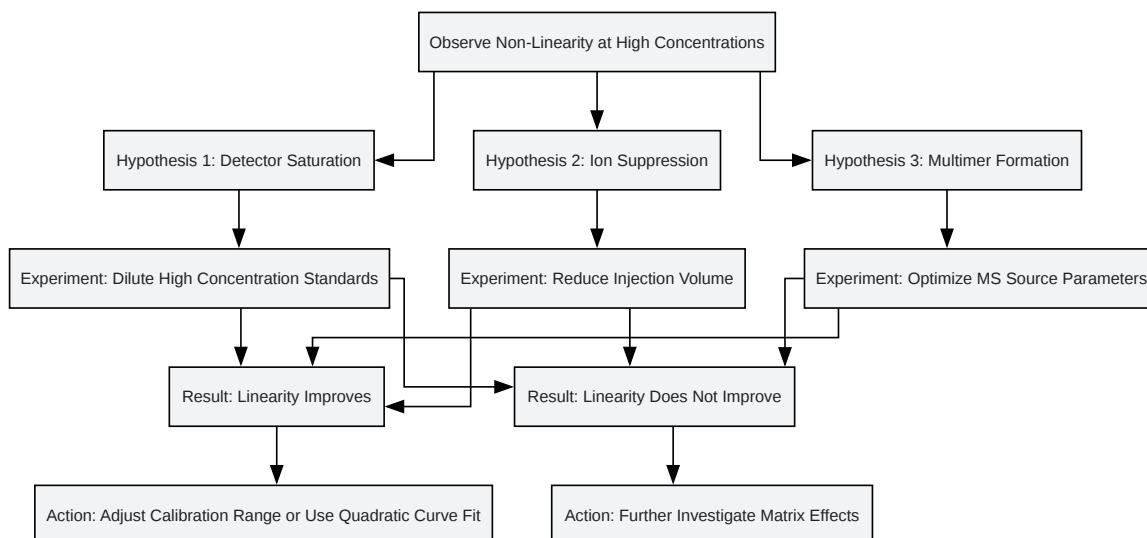 Observe Non-Linearity at High Concentrations
Hypothesis 1: Detector Saturation
Hypothesis 2: Ion Suppression
Hypothesis 3: Multimer Formation
Experiment: Dilute High Concentration Standards
Experiment: Reduce Injection Volume
Experiment: Optimize MS Source Parameters
Result: Linearity Improves
Result: Linearity Does Not Improve
Action: Adjust Calibration Range or Use Quadratic Curve Fit
Action: Further Investigate Matrix Effects